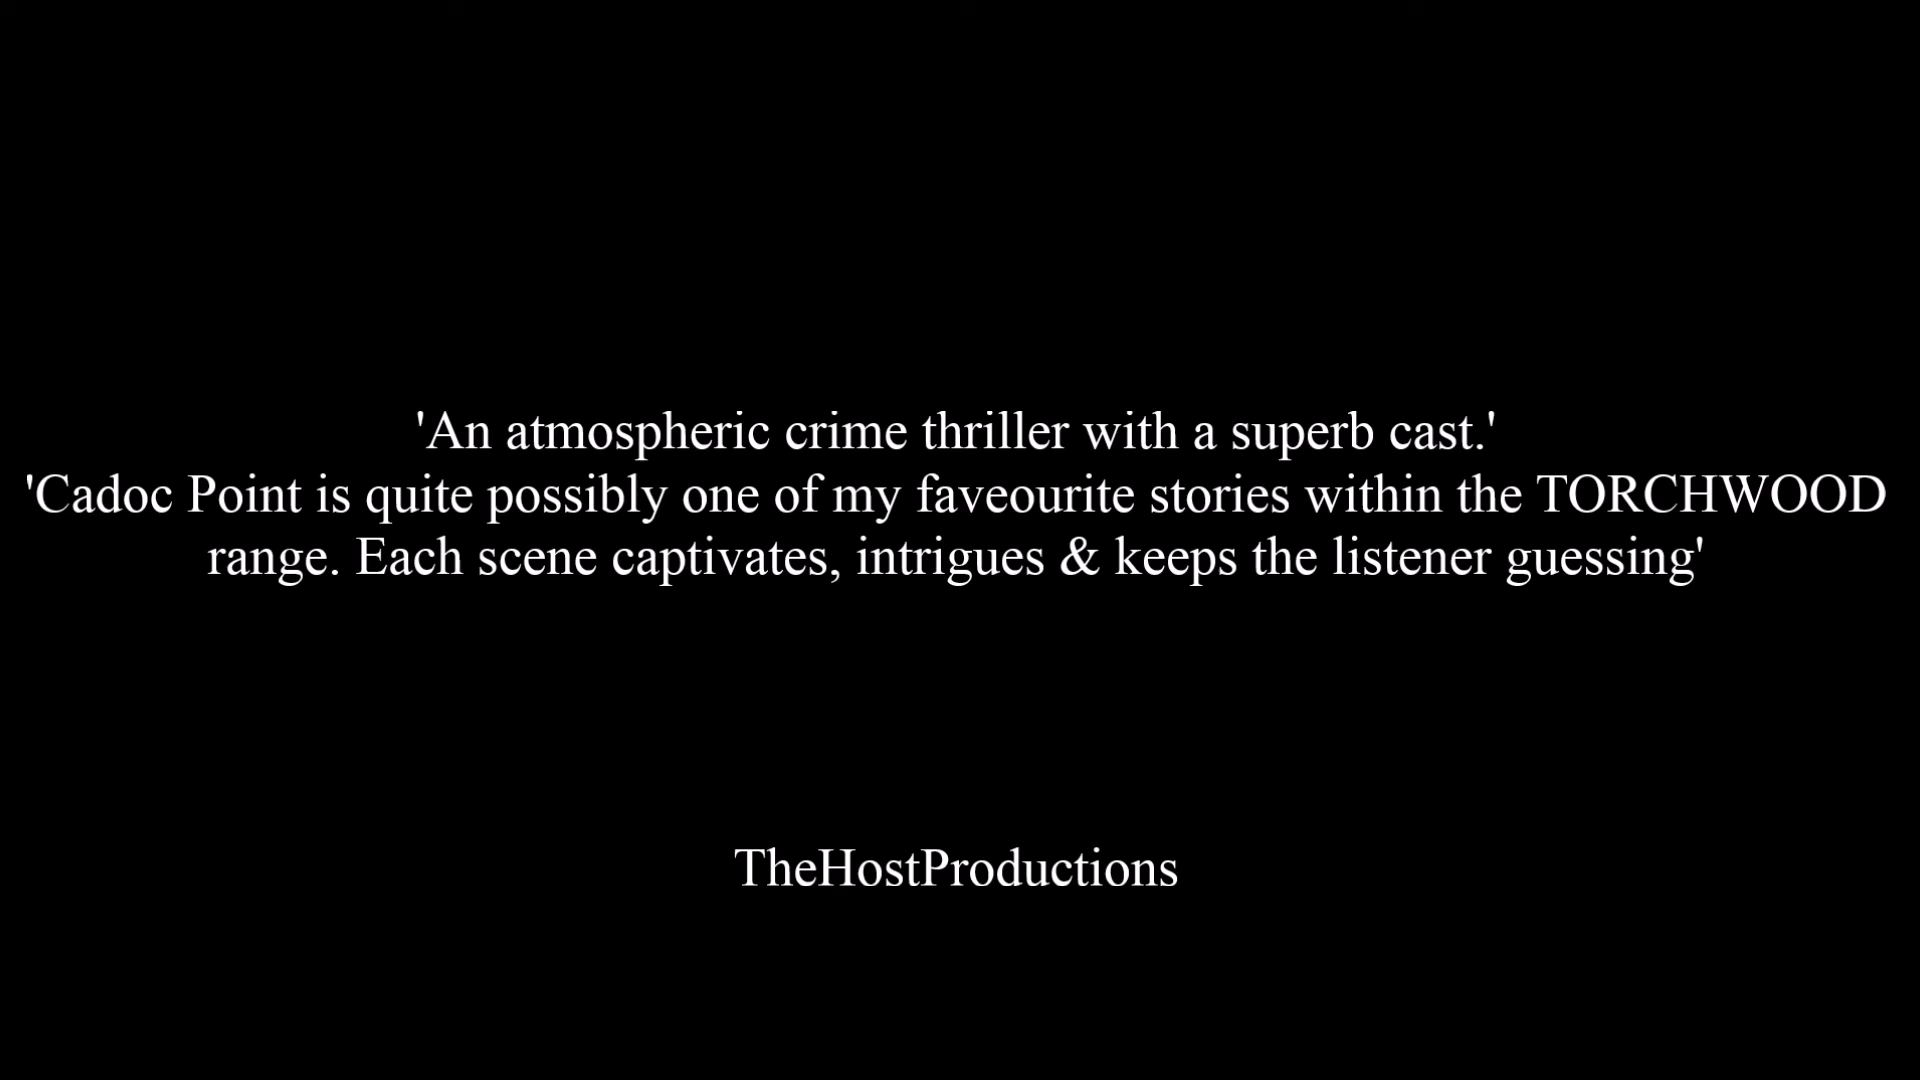 'An atmospheric crime thriller with a superb cast.'
'Cadoc Point is quite possibly one of my faveourite stories within the TORCHWOOD
range. Each scene captivates, intrigues & keeps the listener guessing'
TheHostProductions